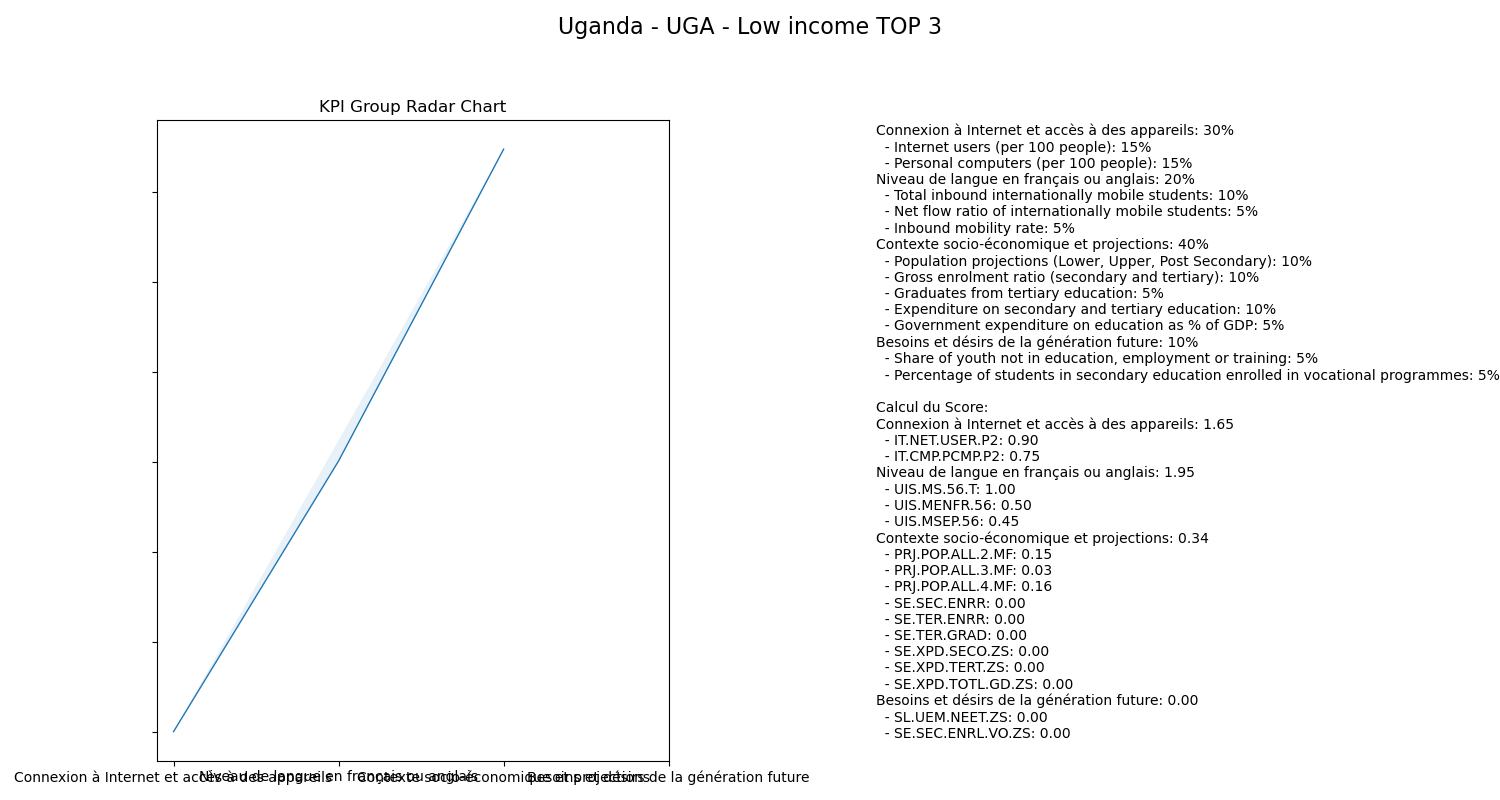 Uganda - UGA - Low income TOP 3
KPI Group Radar Chart
Connexion à Internet et accès à des appareils: 30%
- Internet users (per 100 people): 15%
- Personal computers (per 100 people): 15%
Niveau de langue en français ou anglais: 20%
- Total inbound internationally mobile students: 10%
- Net flow ratio of internationally mobile students: 5%
- Inbound mobility rate: 5%
Contexte socio-économique et projections: 40%
- Population projections (Lower, Upper, Post Secondary): 10%
- Gross enrolment ratio (secondary and tertiary): 10%
- Graduates from tertiary education: 5%
- Expenditure on secondary and tertiary education: 10%
- Government expenditure on education as % of GDP: 5%
Besoins et désirs de la génération future: 10%
- Share of youth not in education, employment or training: 5%
- Percentage of students in secondary education enrolled in vocational programmes: 5%
Calcul du Score:
Connexion à Internet et accès à des appareils: 1.65
- IT.NET.USER.P2: 0.90
- IT.CMP.PCMP.P2: 0.75
Niveau de langue en français ou anglais: 1.95
- UIS.MS.56.T: 1.00
- UIS.MENFR.56: 0.50
- UIS.MSEP.56: 0.45
Contexte socio-économique et projections: 0.34
- PRJ.POP.ALL.2.MF: 0.15
- PRJ.POP.ALL.3.MF: 0.03
- PRJ.POP.ALL.4.MF: 0.16
- SE.SEC.ENRR: 0.00
- SE.TER.ENRR: 0.00
- SE.TER.GRAD: 0.00
- SE.XPD.SECO.ZS: 0.00
- SE.XPD.TERT.ZS: 0.00
- SE.XPD.TOTL.GD.ZS: 0.00
Besoins et désirs de la génération future: 0.00
- SL.UEM.NEET.ZS: 0.00
- SE.SEC.ENRL.VO.ZS: 0.00
Connexion à Internet et accès à des appareils
Niveau de langue en français ou anglais
Contexte socio-économique et projections
Besoins et désirs de la génération future